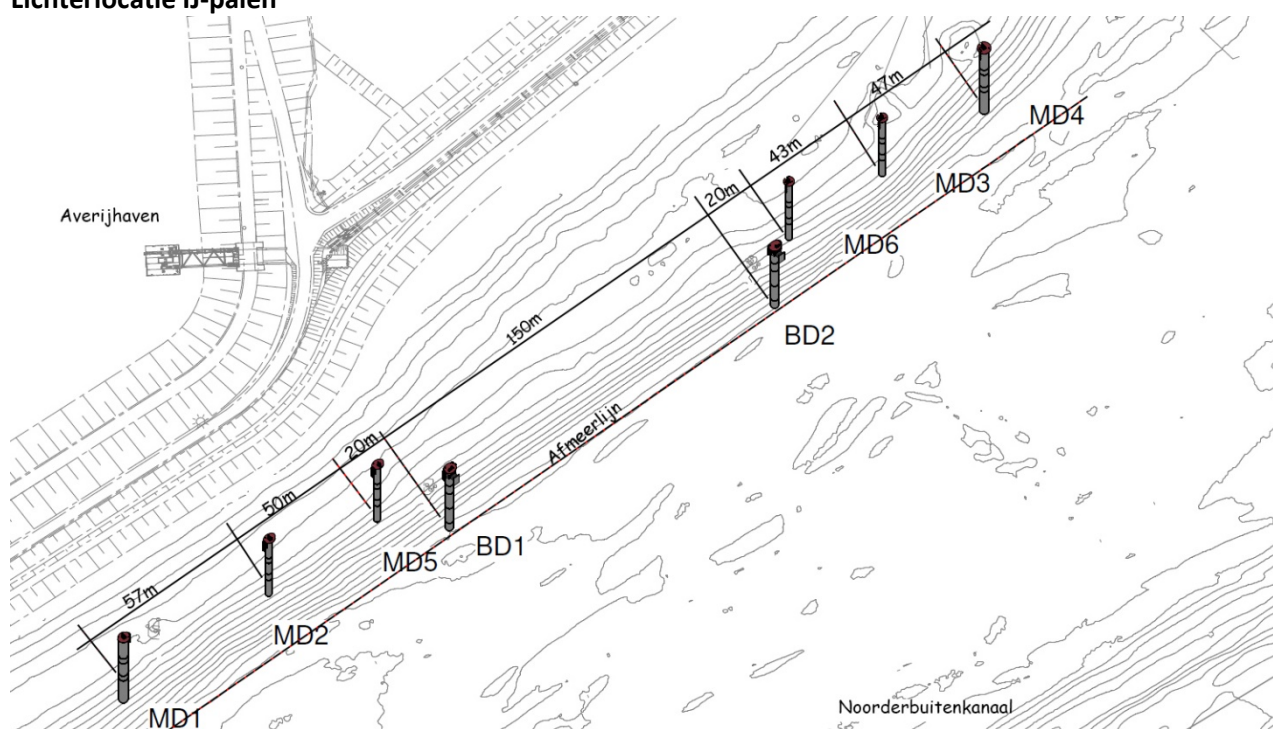 Lichterlocatie IJ-palen
47m
MD4
43m
Averijhaven
20m
MD3
MD6
150m
BD2
Afmeerlijn
20m
50m
BD1
MD5
57m
MD2
Noorderbuitenkanaal
MD1